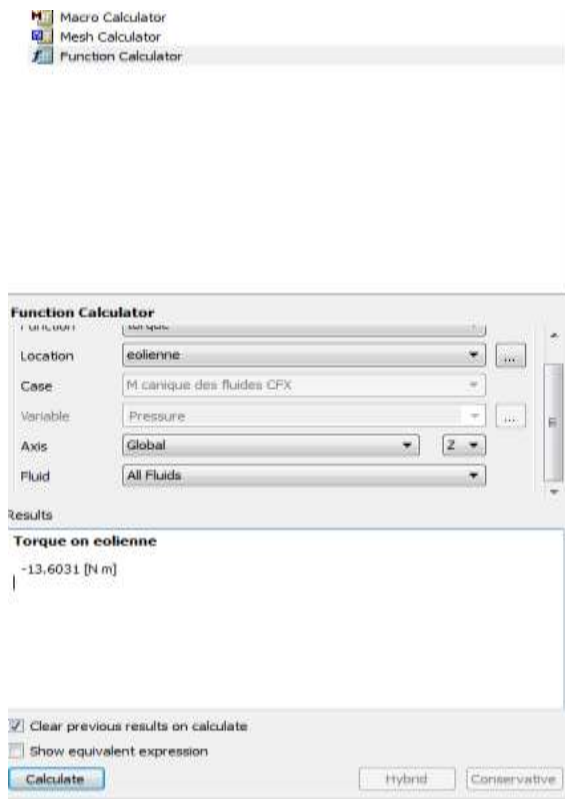 Macro Calculator
Mesh Calculator
Function Calculator
Function Calculator
Function torque
Location eolienne ...
Case M canique des fluides CFX
Variable Pressure ...
Axis Global Z
Fluid All Fluids
Results
Torque on eolienne
-13,6031 [N m]
Clear previous results on calculate
Show equivalent expression
Calculate Hybrid Conservative